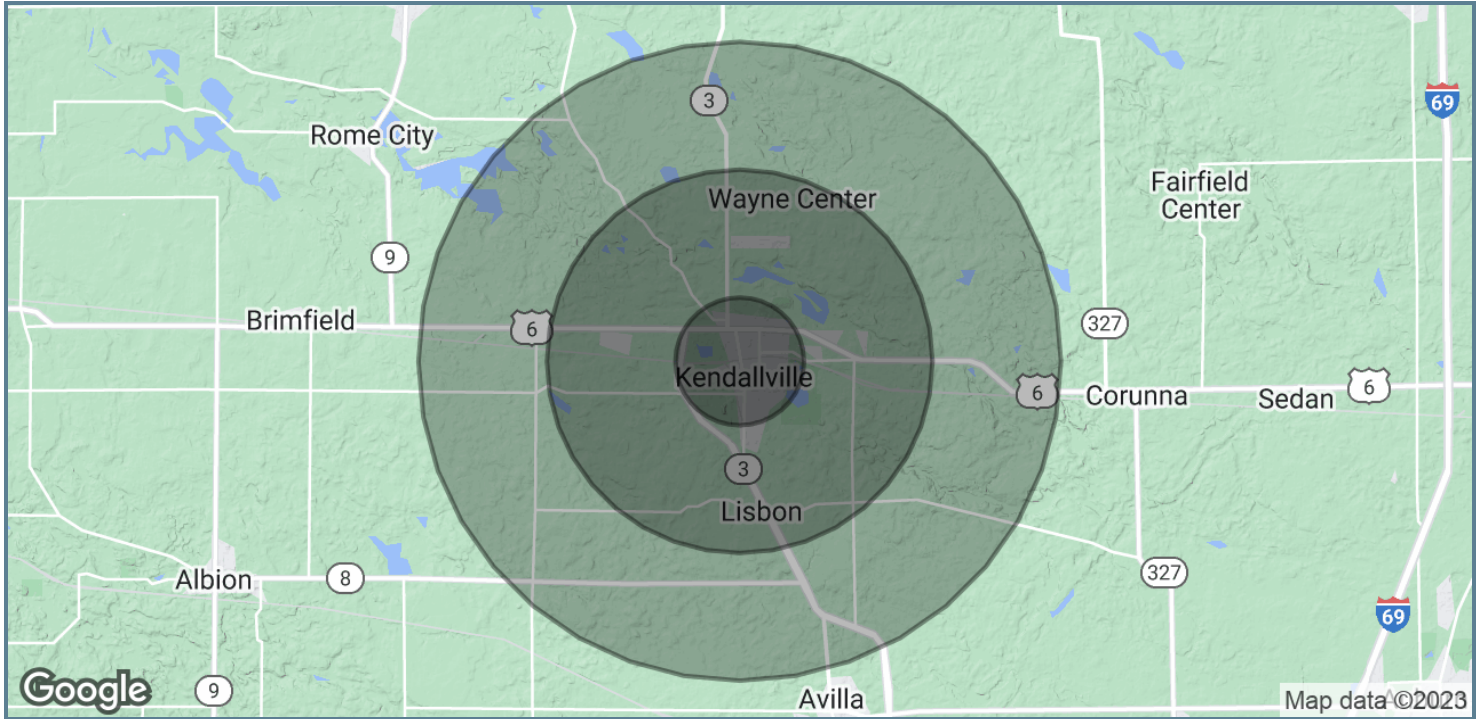 3
69
Rome City
Wayne Center
Fairfield
Center
9
Brimfield
6
327
Kendallville
6
Corunna
Sedan
6
3
Lisbon
Albion
8
327
69
Google
9
Avilla
Map data ©2023